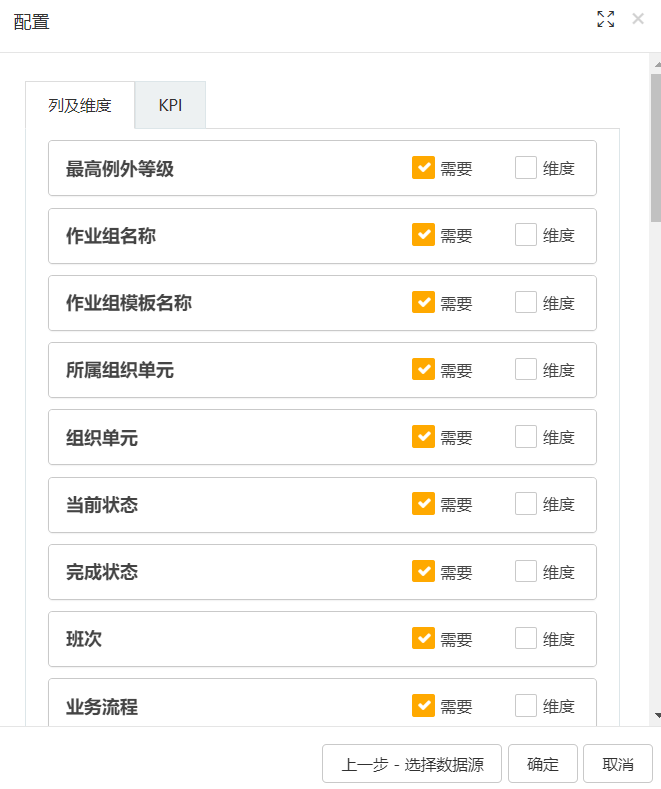 配置
列及维度 KPI
最高例外等级 需要 维度
作业组名称 需要 维度
作业组模板名称 需要 维度
所属组织单元 需要 维度
组织单元 需要 维度
当前状态 需要 维度
完成状态 需要 维度
班次 需要 维度
业务流程 需要 维度
上一步 - 选择数据源 确定 取消